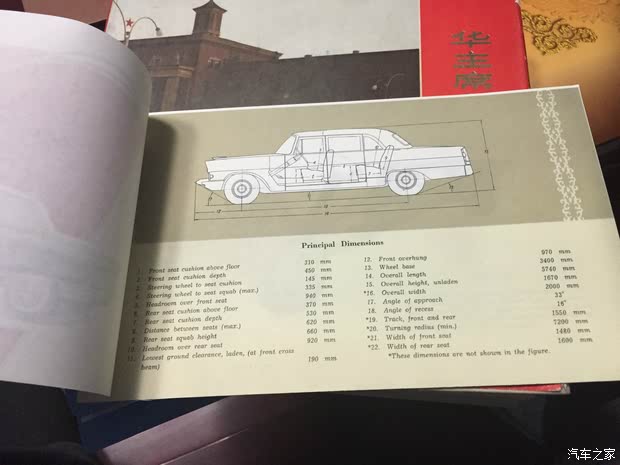 华主席
Principal Dimensions
1. Front seat cushion above floor 310 mm
2. Front seat cushion depth 450 mm
3. Steering wheel to seat cushion 145 mm
4. Steering wheel to seat squab (max.) 335 mm
5. Headroom over front seat 940 mm
6. Rear seat cushion above floor 370 mm
7. Rear seat cushion depth 530 mm
8. Distance between seats (max.) 620 mm
9. Rear seat squab height 660 mm
10. Headroom over rear seat 920 mm
11. Lowest ground clearance, laden, (at front cross
beam) 190 mm
12. Front overhang 970 mm
13. Wheel base 3400 mm
14. Overall length 5740 mm
15. Overall height, unladen 1670 mm
*16. Overall width 2000 mm
17. Angle of approach 32°
18. Angle of recess 16°
*19. Track, front and rear 1550 mm
*20. Turning radius (min.) 7200 mm
*21. Width of front seat 1480 mm
*22. Width of rear seat 1600 mm
*These dimensions are not shown in the figure.
汽车之家